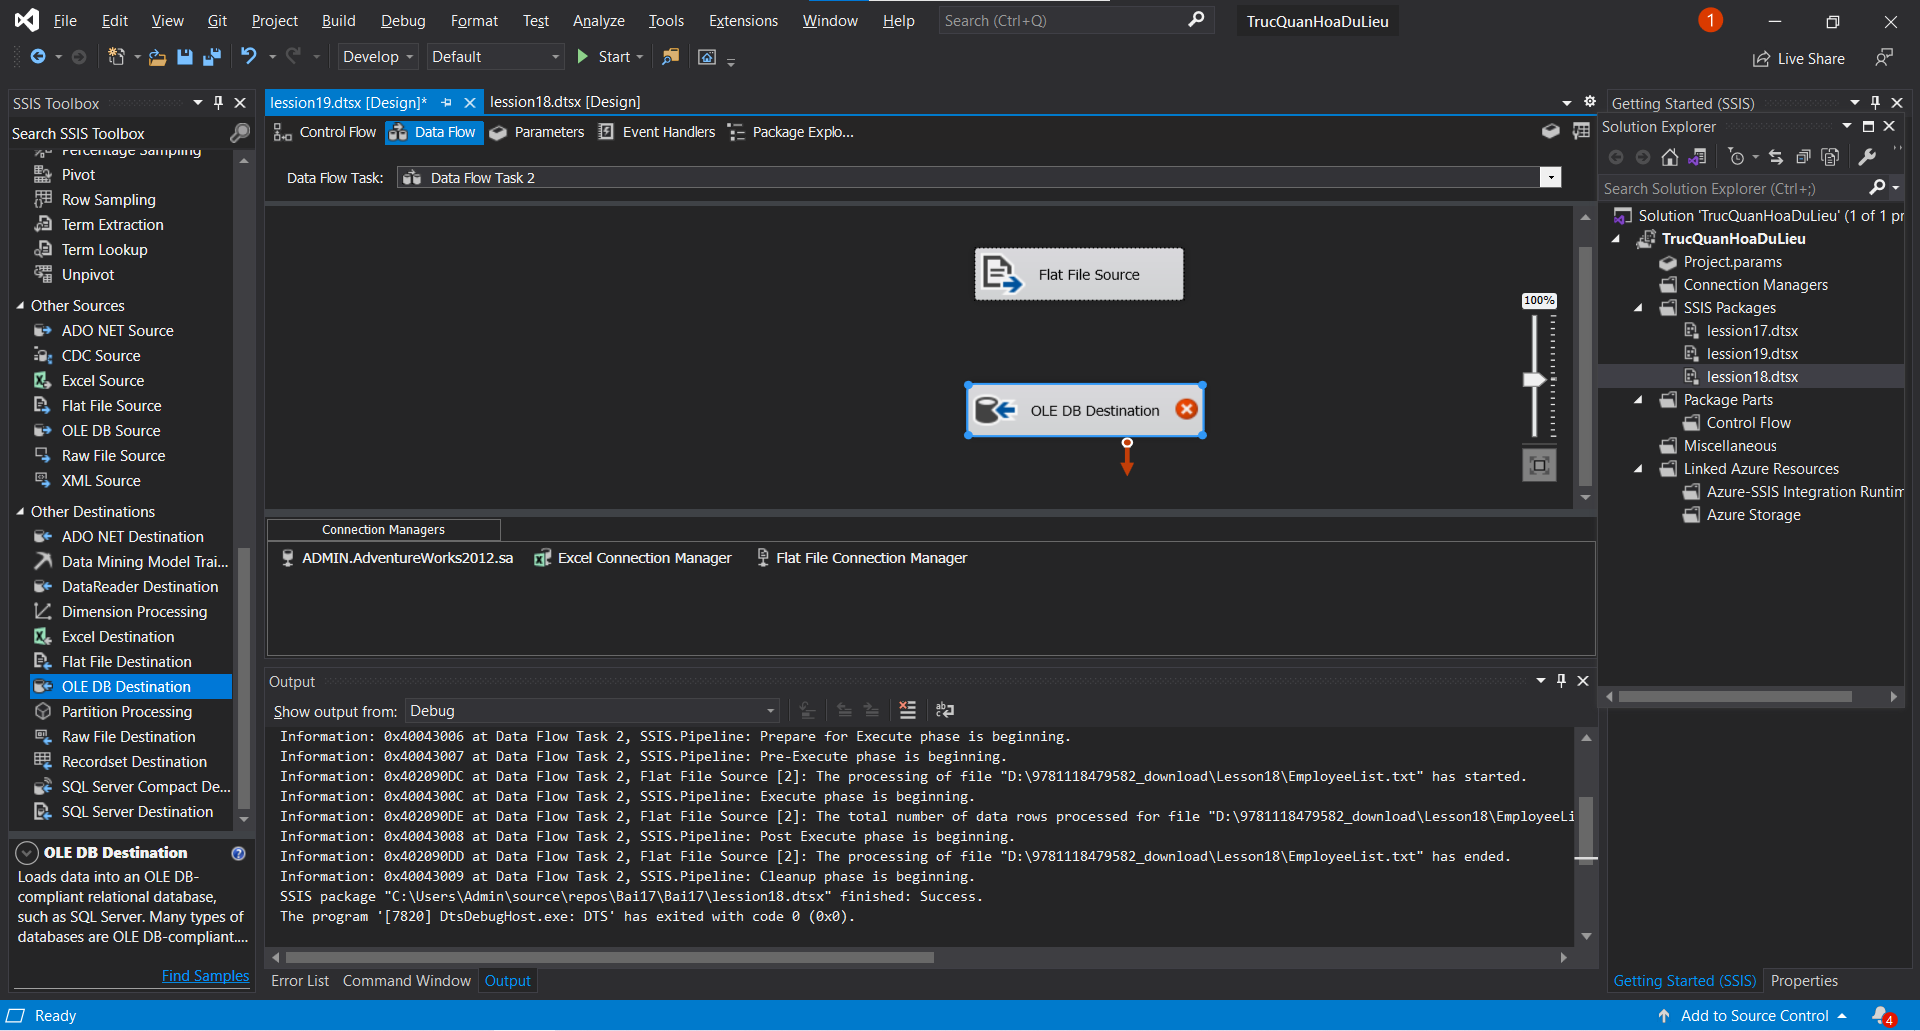 File Edit View Git Project Build Debug Format Test Analyze Tools Extensions Window Help Search (Ctrl+Q) TrucQuanHoaDuLieu 1
Develop Default Start Live Share
SSIS Toolbox
Search SSIS Toolbox
Percentage Sampling
Pivot
Row Sampling
Term Extraction
Term Lookup
Unpivot
Other Sources
ADO NET Source
CDC Source
Excel Source
Flat File Source
OLE DB Source
Raw File Source
XML Source
Other Destinations
ADO NET Destination
Data Mining Model Trai...
DataReader Destination
Dimension Processing
Excel Destination
Flat File Destination
OLE DB Destination
Partition Processing
Raw File Destination
Recordset Destination
SQL Server Compact De...
SQL Server Destination
OLE DB Destination
Loads data into an OLE DB-
compliant relational database,
such as SQL Server. Many types of
databases are OLE DB-compliant....
Find Samples
lession19.dtsx [Design]* lession18.dtsx [Design]
Control Flow Data Flow Parameters Event Handlers Package Explo...
Data Flow Task: Data Flow Task 2
Flat File Source
OLE DB Destination
100%
Connection Managers
ADMIN.AdventureWorks2012.sa Excel Connection Manager Flat File Connection Manager
Output
Show output from: Debug
Information: 0x40043006 at Data Flow Task 2, SSIS.Pipeline: Prepare for Execute phase is beginning.
Information: 0x40043007 at Data Flow Task 2, SSIS.Pipeline: Pre-Execute phase is beginning.
Information: 0x402090DC at Data Flow Task 2, Flat File Source [2]: The processing of file "D:\9781118479582_download\Lesson18\EmployeeList.txt" has started.
Information: 0x4004300C at Data Flow Task 2, SSIS.Pipeline: Execute phase is beginning.
Information: 0x402090DE at Data Flow Task 2, Flat File Source [2]: The total number of data rows processed for file "D:\9781118479582_download\Lesson18\EmployeeLi
Information: 0x40043008 at Data Flow Task 2, SSIS.Pipeline: Post Execute phase is beginning.
Information: 0x402090DD at Data Flow Task 2, Flat File Source [2]: The processing of file "D:\9781118479582_download\Lesson18\EmployeeList.txt" has ended.
Information: 0x40043009 at Data Flow Task 2, SSIS.Pipeline: Cleanup phase is beginning.
SSIS package "C:\Users\Admin\source\repos\Bai17\Bai17\lession18.dtsx" finished: Success.
The program '[7820] DtsDebugHost.exe: DTS' has exited with code 0 (0x0).
Error List Command Window Output
Getting Started (SSIS)
Solution Explorer
Search Solution Explorer (Ctrl+;)
Solution 'TrucQuanHoaDuLieu' (1 of 1 pr
TrucQuanHoaDuLieu
Project.params
Connection Managers
SSIS Packages
lession17.dtsx
lession19.dtsx
lession18.dtsx
Package Parts
Control Flow
Miscellaneous
Linked Azure Resources
Azure-SSIS Integration Runtim
Azure Storage
Getting Started (SSIS) Properties
Ready Add to Source Control 4